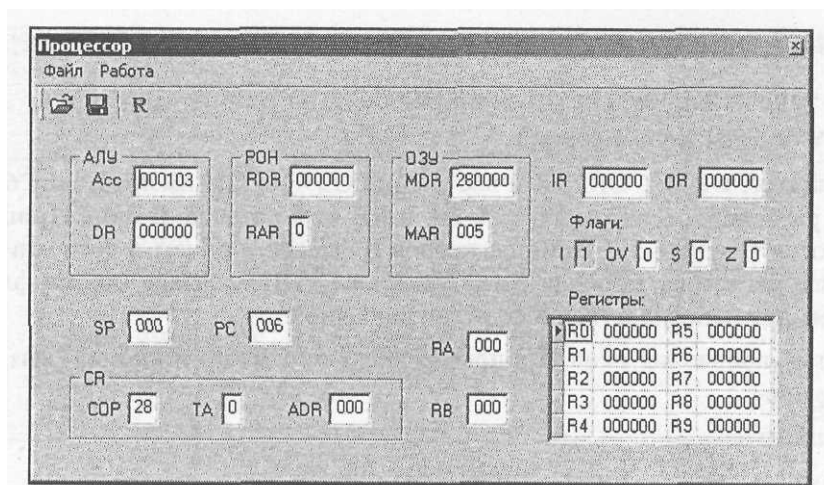 Процессор
Файл Работа
R
АЛУ РОН ОЗУ
Acc 000103 RDR 000000 MDR 280000 IR 000000 OR 000000
DR 000000 RAR 0 MAR 005
Флаги:
I 1 OV 0 S 0 Z 0
SP 000 PC 006
Регистры:
RA 000
R0 000000 R5 000000
R1 000000 R6 000000
R2 000000 R7 000000
R3 000000 R8 000000
R4 000000 R9 000000
CR
COP 28 TA 0 ADR 000 RB 000